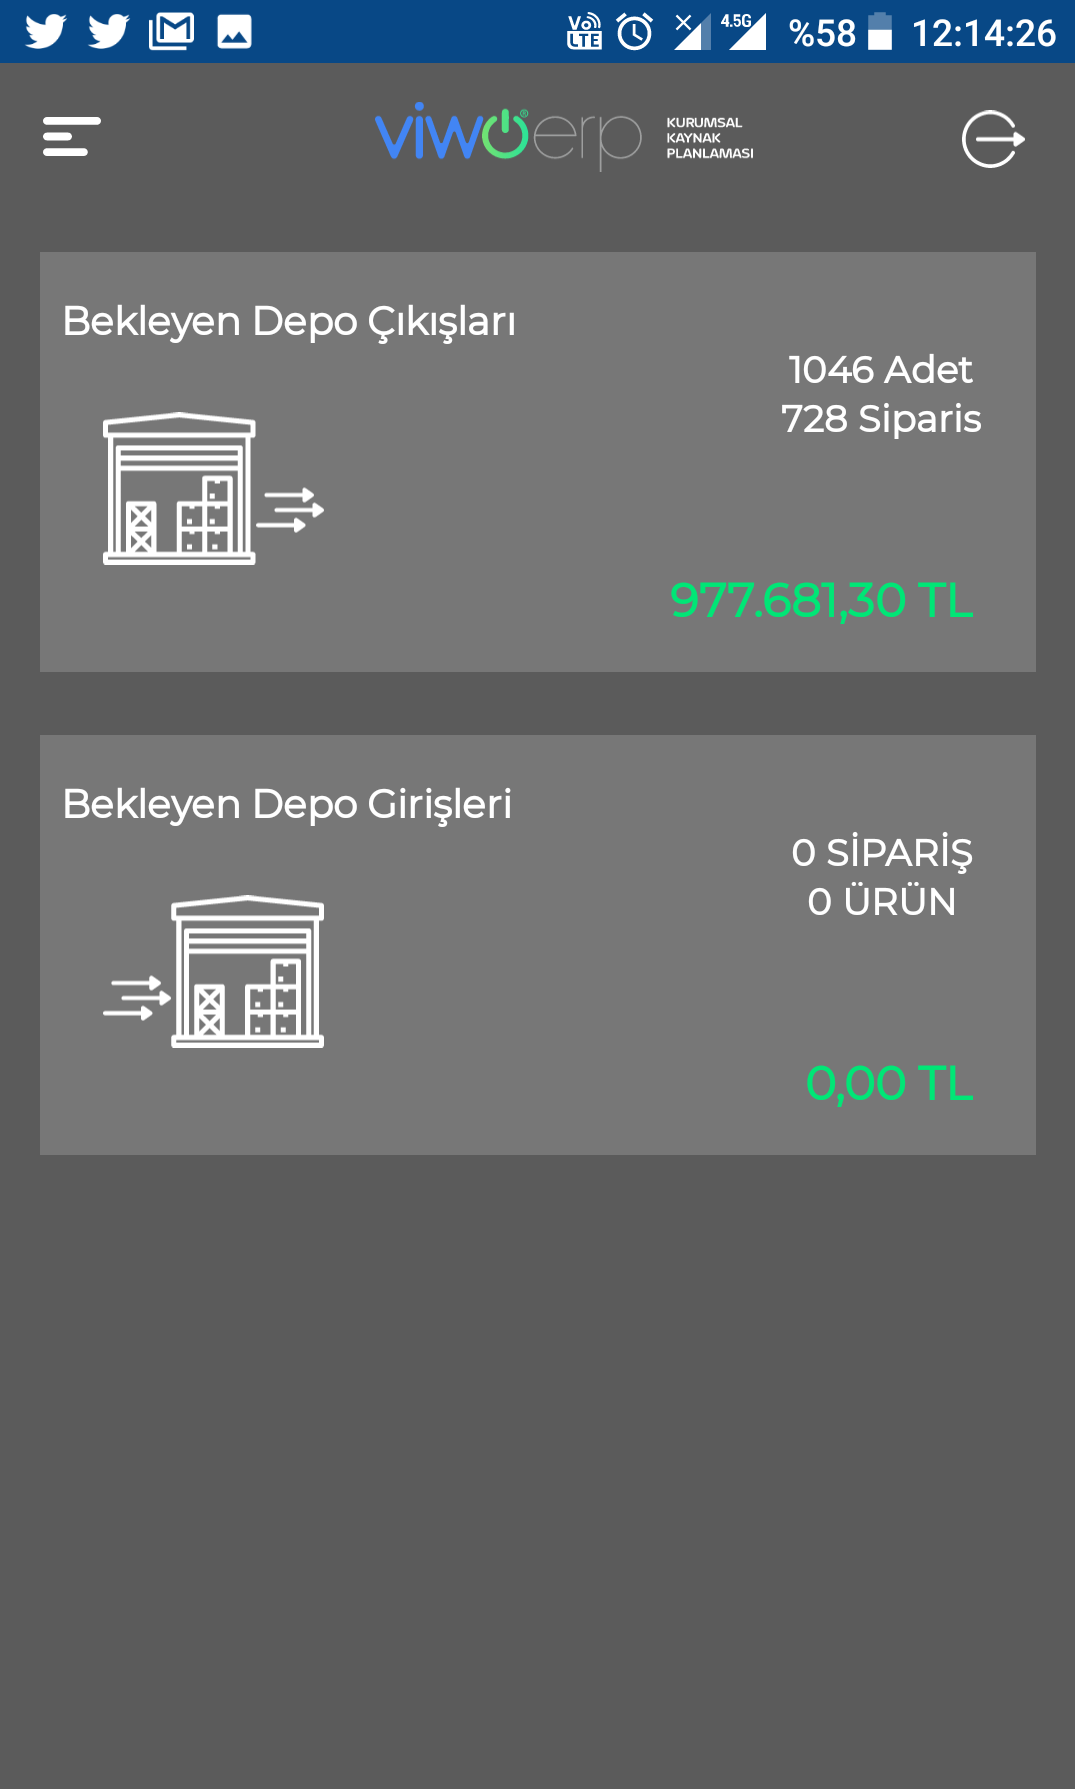 Vo
LTE
4.5G
%58
12:14:26
viwoerp®
KURUMSAL
KAYNAK
PLANLAMASI
Bekleyen Depo Çıkışları
1046 Adet
728 Siparis
977.681,30 TL
Bekleyen Depo Girişleri
0 SİPARİŞ
0 ÜRÜN
0,00 TL